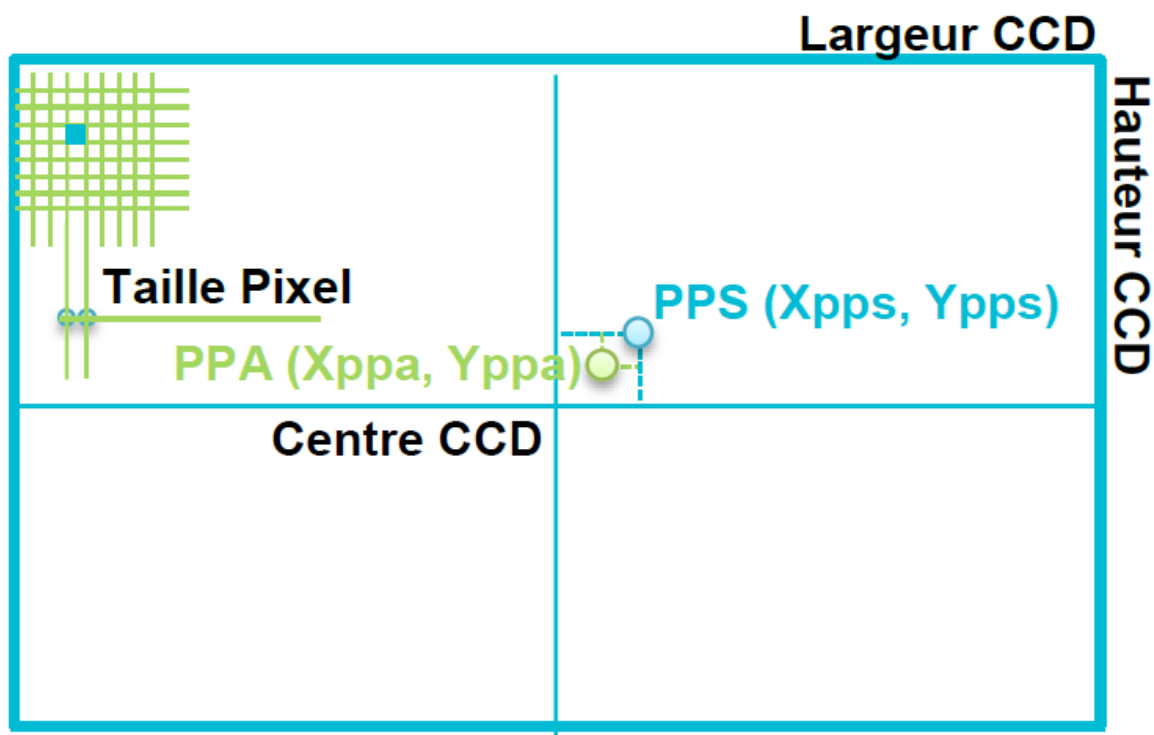 Largeur CCD
Hauteur CCD
Taille Pixel
PPS (Xpps, Ypps)
PPA (Xppa, Yppa)
Centre CCD